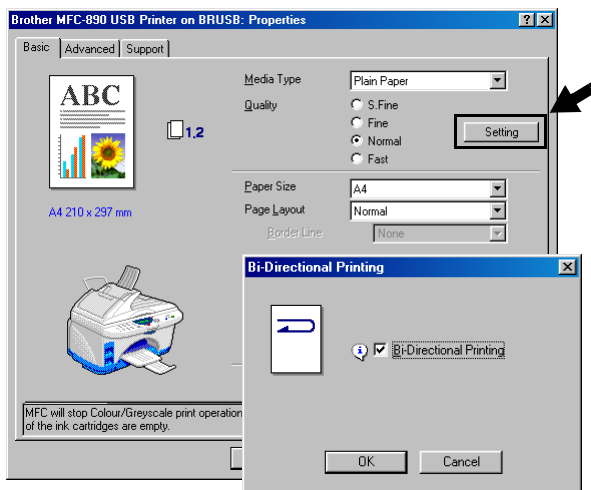 Brother MFC-890 USB Printer on BRUSB: Properties
Basic Advanced Support
ABC
1.2
A4 210 x 297 mm
Media Type Plain Paper
Quality S.Fine
Fine
Normal
Fast
Setting
Paper Size A4
Page Layout Normal
Border Line None
MFC will stop Colour/Greyscale print operation
of the ink cartridges are empty.
Bi-Directional Printing
Bi-Directional Printing
OK Cancel